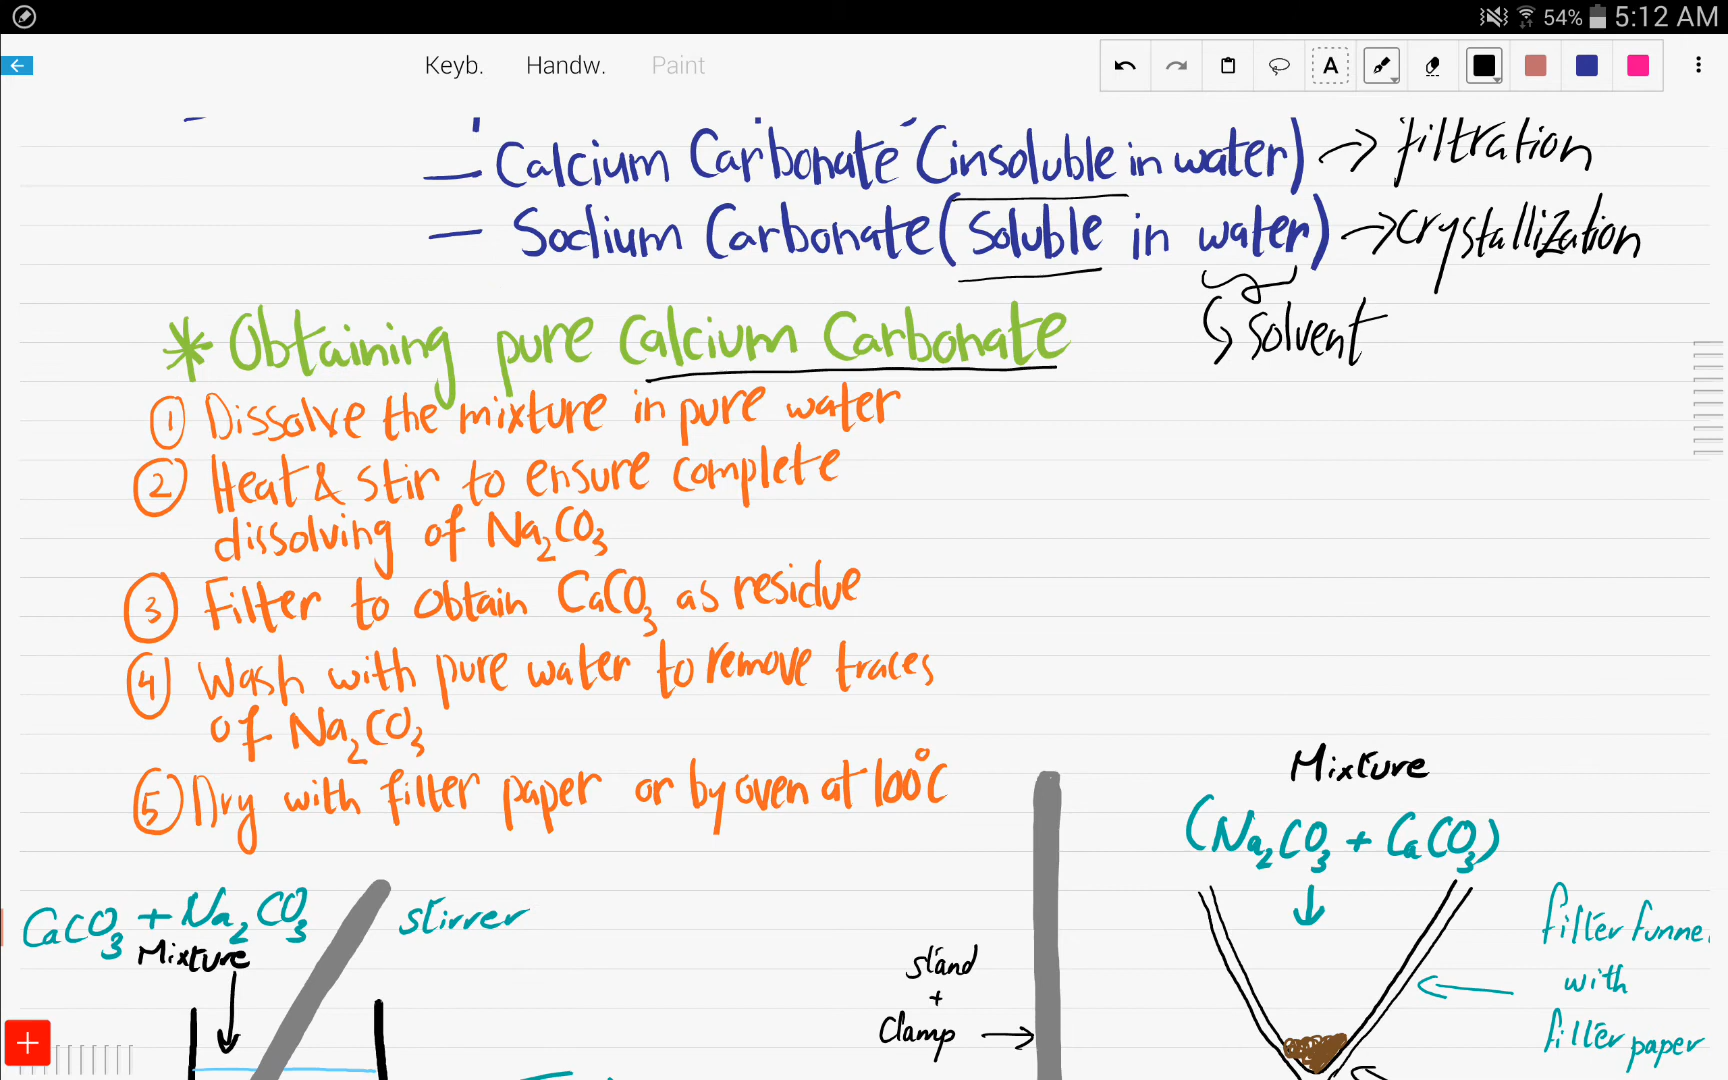 54% 5:12 AM
Keyb. Handw. Paint
A
— Calcium Carbonate (insoluble in water) → filtration
— Sodium Carbonate (Soluble in water) → crystallization
↳ solvent
* Obtaining pure Calcium Carbonate
① Dissolve the mixture in pure water
② Heat & stir to ensure complete
dissolving of Na₂CO₃
③ Filter to obtain CaCO₃ as residue
④ Wash with pure water to remove traces
of Na₂CO₃
⑤ Dry with filter paper or by oven at 100°C
CaCO₃ + Na₂CO₃
Mixture
stirrer
stand
+
Clamp →
Mixture
(Na₂CO₃ + CaCO₃)
filter funne
with
filter paper